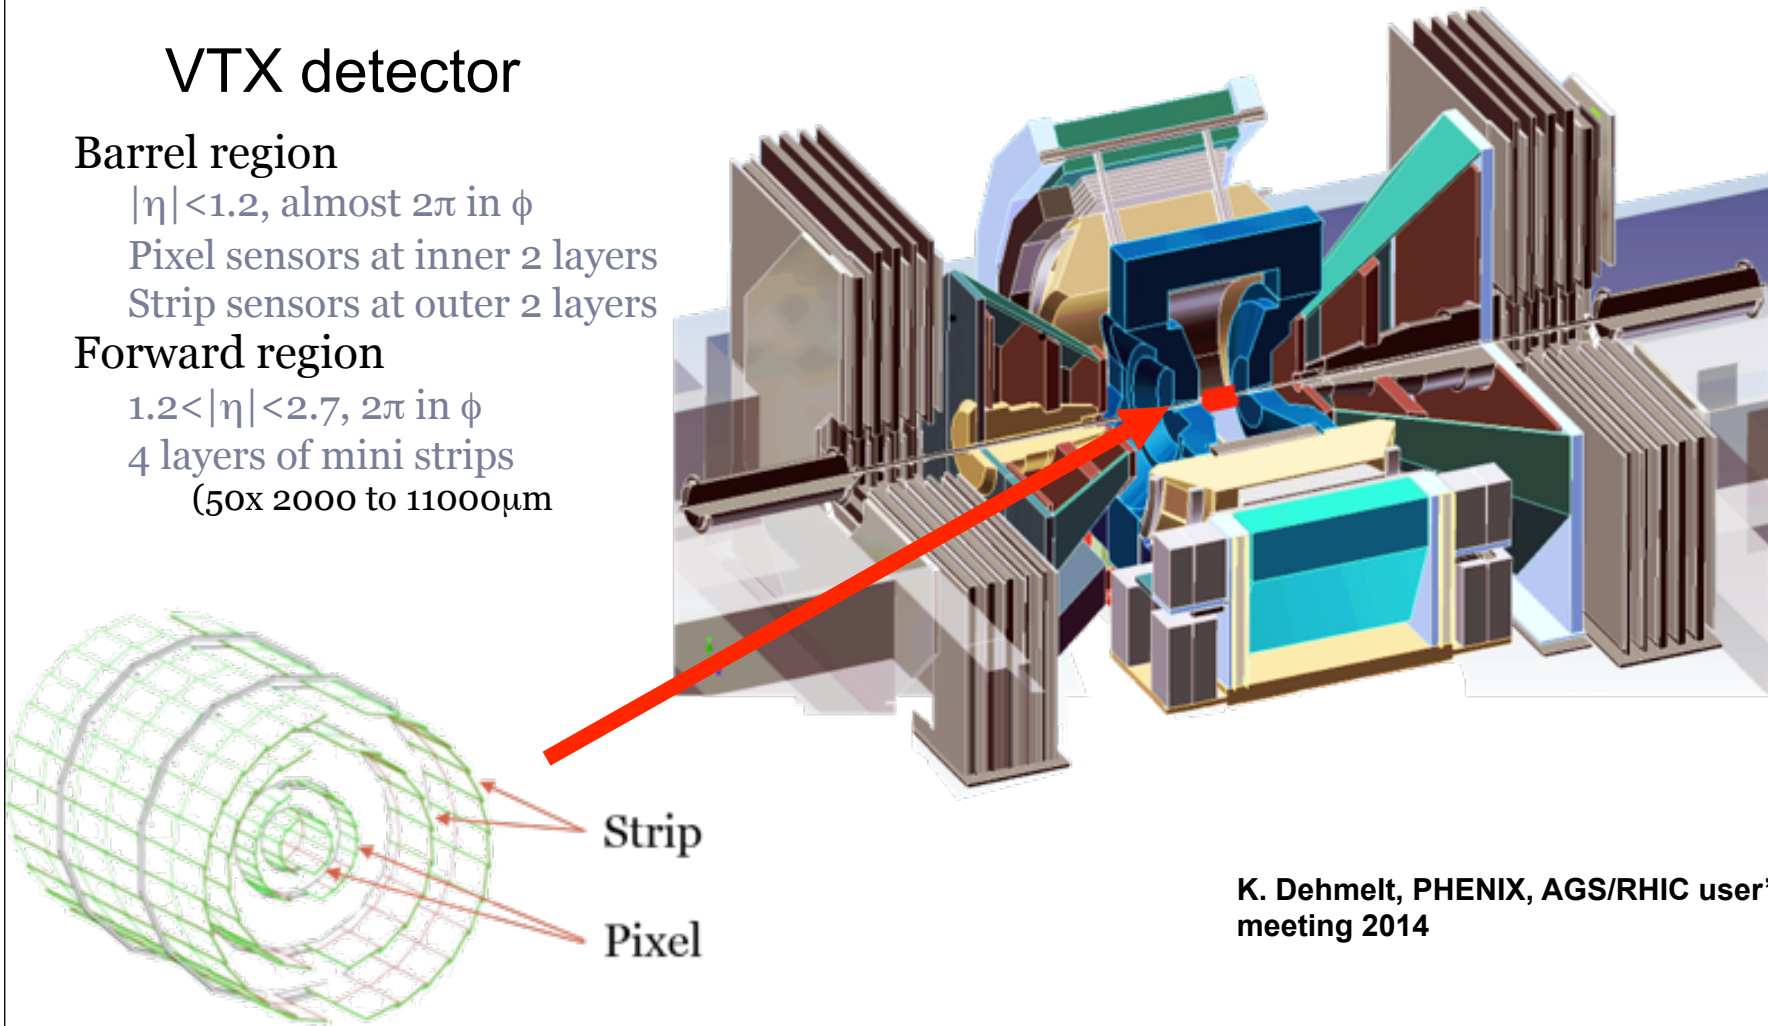 VTX detector
Barrel region
|η|<1.2, almost 2π in ϕ
Pixel sensors at inner 2 layers
Strip sensors at outer 2 layers
Forward region
1.2<|η|<2.7, 2π in ϕ
4 layers of mini strips
(50x 2000 to 11000μm
Strip
Pixel
K. Dehmelt, PHENIX, AGS/RHIC user’
meeting 2014